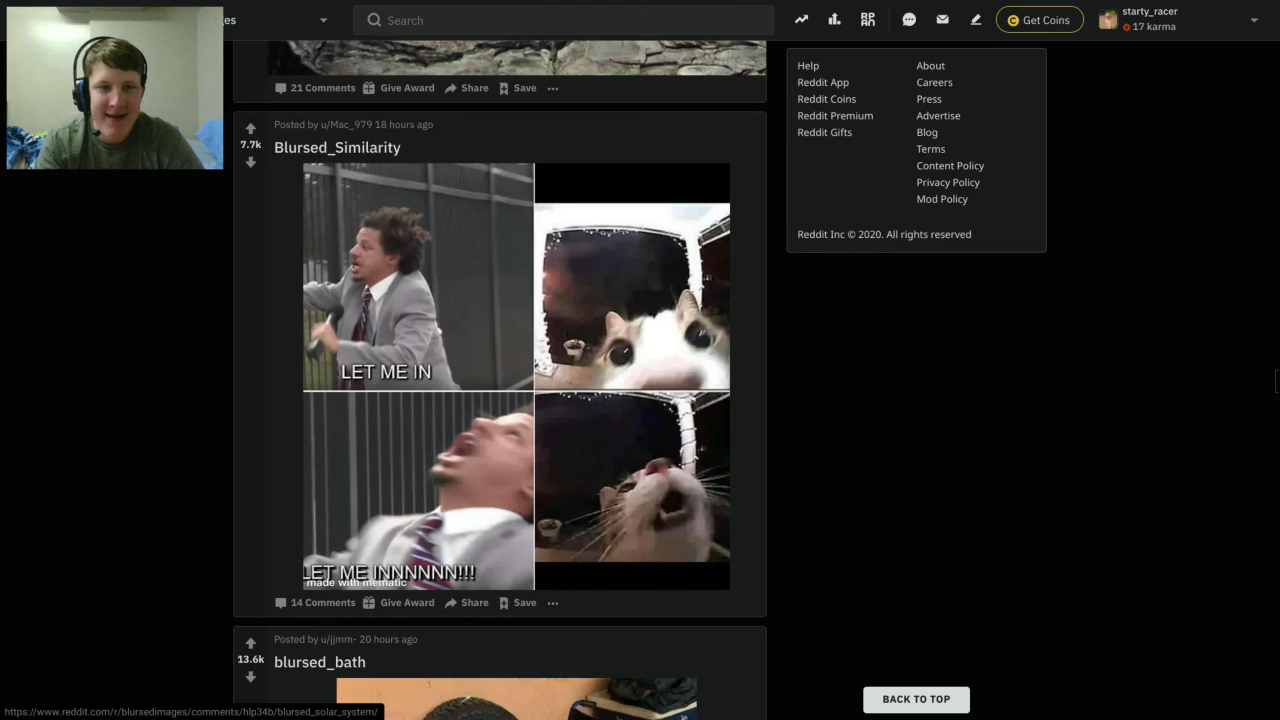 ges
Search
Get Coins
starty_racer
17 karma
21 Comments
Give Award
Share
Save
Posted by u/Mac_979 18 hours ago
7.7k
Blursed_Similarity
LET ME IN
LET ME INNNNNN!!!
made with mematic
14 Comments
Give Award
Share
Save
Posted by u/jjmm- 20 hours ago
13.6k
blursed_bath
Help
About
Reddit App
Careers
Reddit Coins
Press
Reddit Premium
Advertise
Reddit Gifts
Blog
Terms
Content Policy
Privacy Policy
Mod Policy
Reddit Inc © 2020. All rights reserved
BACK TO TOP
https://www.reddit.com/r/blursedimages/comments/hlp34b/blursed_solar_system/